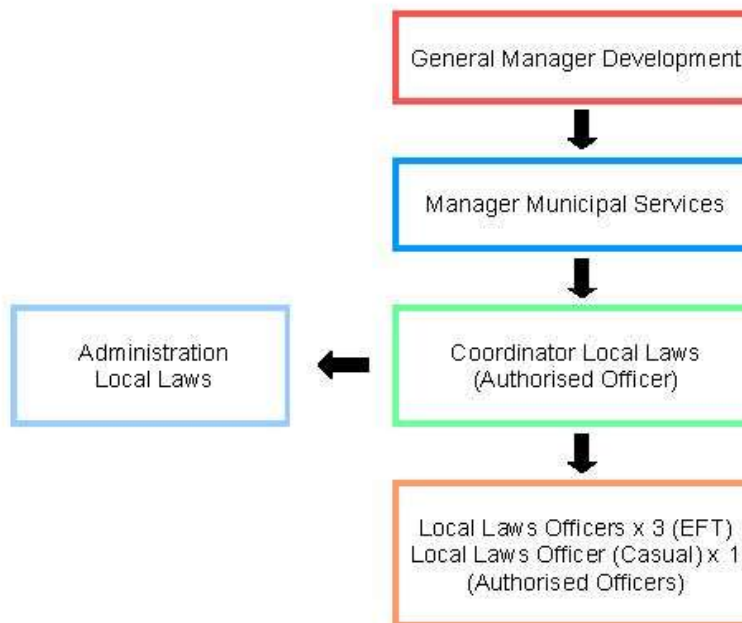 General Manager Development
Manager Municipal Services
Administration
Local Laws
Coordinator Local Laws
(Authorised Officer)
Local Laws Officers x 3 (EFT)
Local Laws Officer (Casual) x 1
(Authorised Officers)